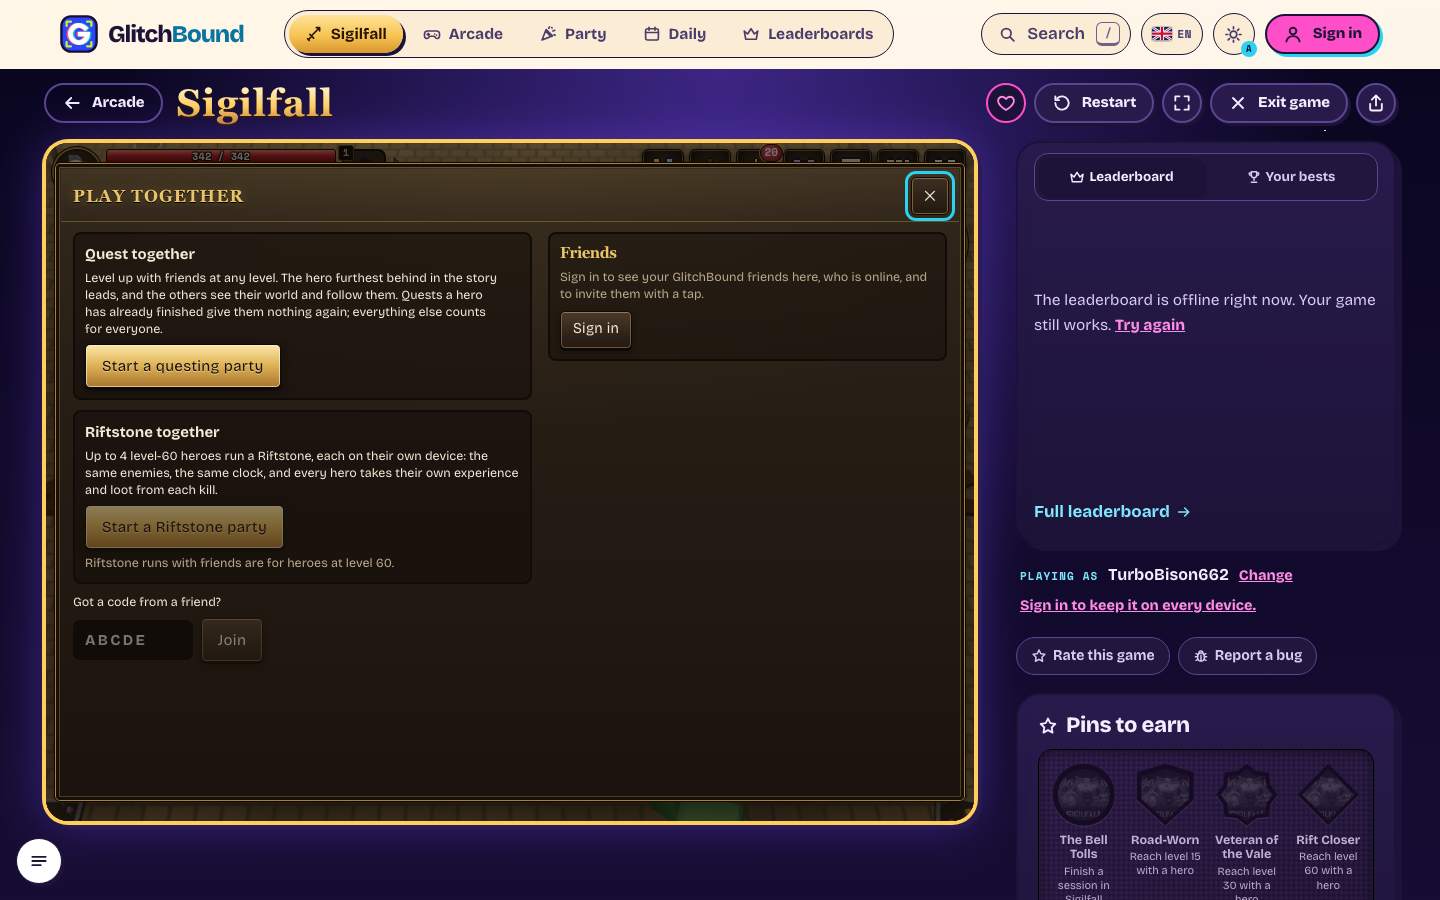 GlitchBound
Sigilfall
Arcade
Party
Daily
Leaderboards
Search /
EN
A
Sign in
Arcade
Sigilfall
Restart
Exit game
342 / 342
1
20
PLAY TOGETHER
Quest together
Level up with friends at any level. The hero furthest behind in the story
leads, and the others see their world and follow them. Quests a hero
has already finished give them nothing again; everything else counts
for everyone.
Start a questing party
Riftstone together
Up to 4 level-60 heroes run a Riftstone, each on their own device: the
same enemies, the same clock, and every hero takes their own experience
and loot from each kill.
Start a Riftstone party
Riftstone runs with friends are for heroes at level 60.
Got a code from a friend?
ABCDE
Join
Friends
Sign in to see your GlitchBound friends here, who is online, and
to invite them with a tap.
Sign in
Leaderboard
Your bests
The leaderboard is offline right now. Your game
still works. Try again
Full leaderboard →
PLAYING AS TurboBison662 Change
Sign in to keep it on every device.
Rate this game
Report a bug
Pins to earn
The Bell
Tolls
Finish a
session in
Sigilfall
Road-Worn
Reach level 15
with a hero
Veteran of
the Vale
Reach level
30 with a
hero
Rift Closer
Reach level
60 with a
hero